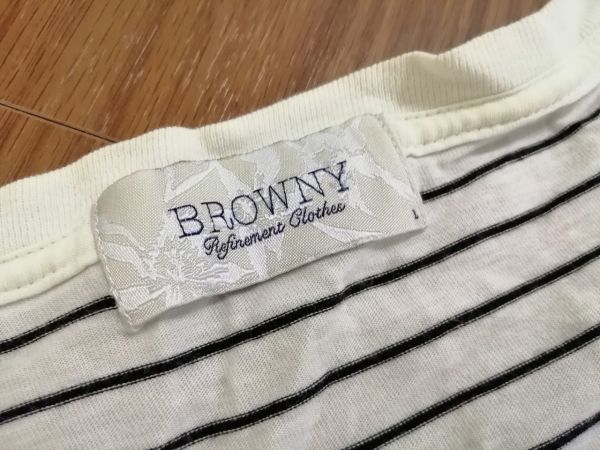 BROWNY
Refinement Clothes
L